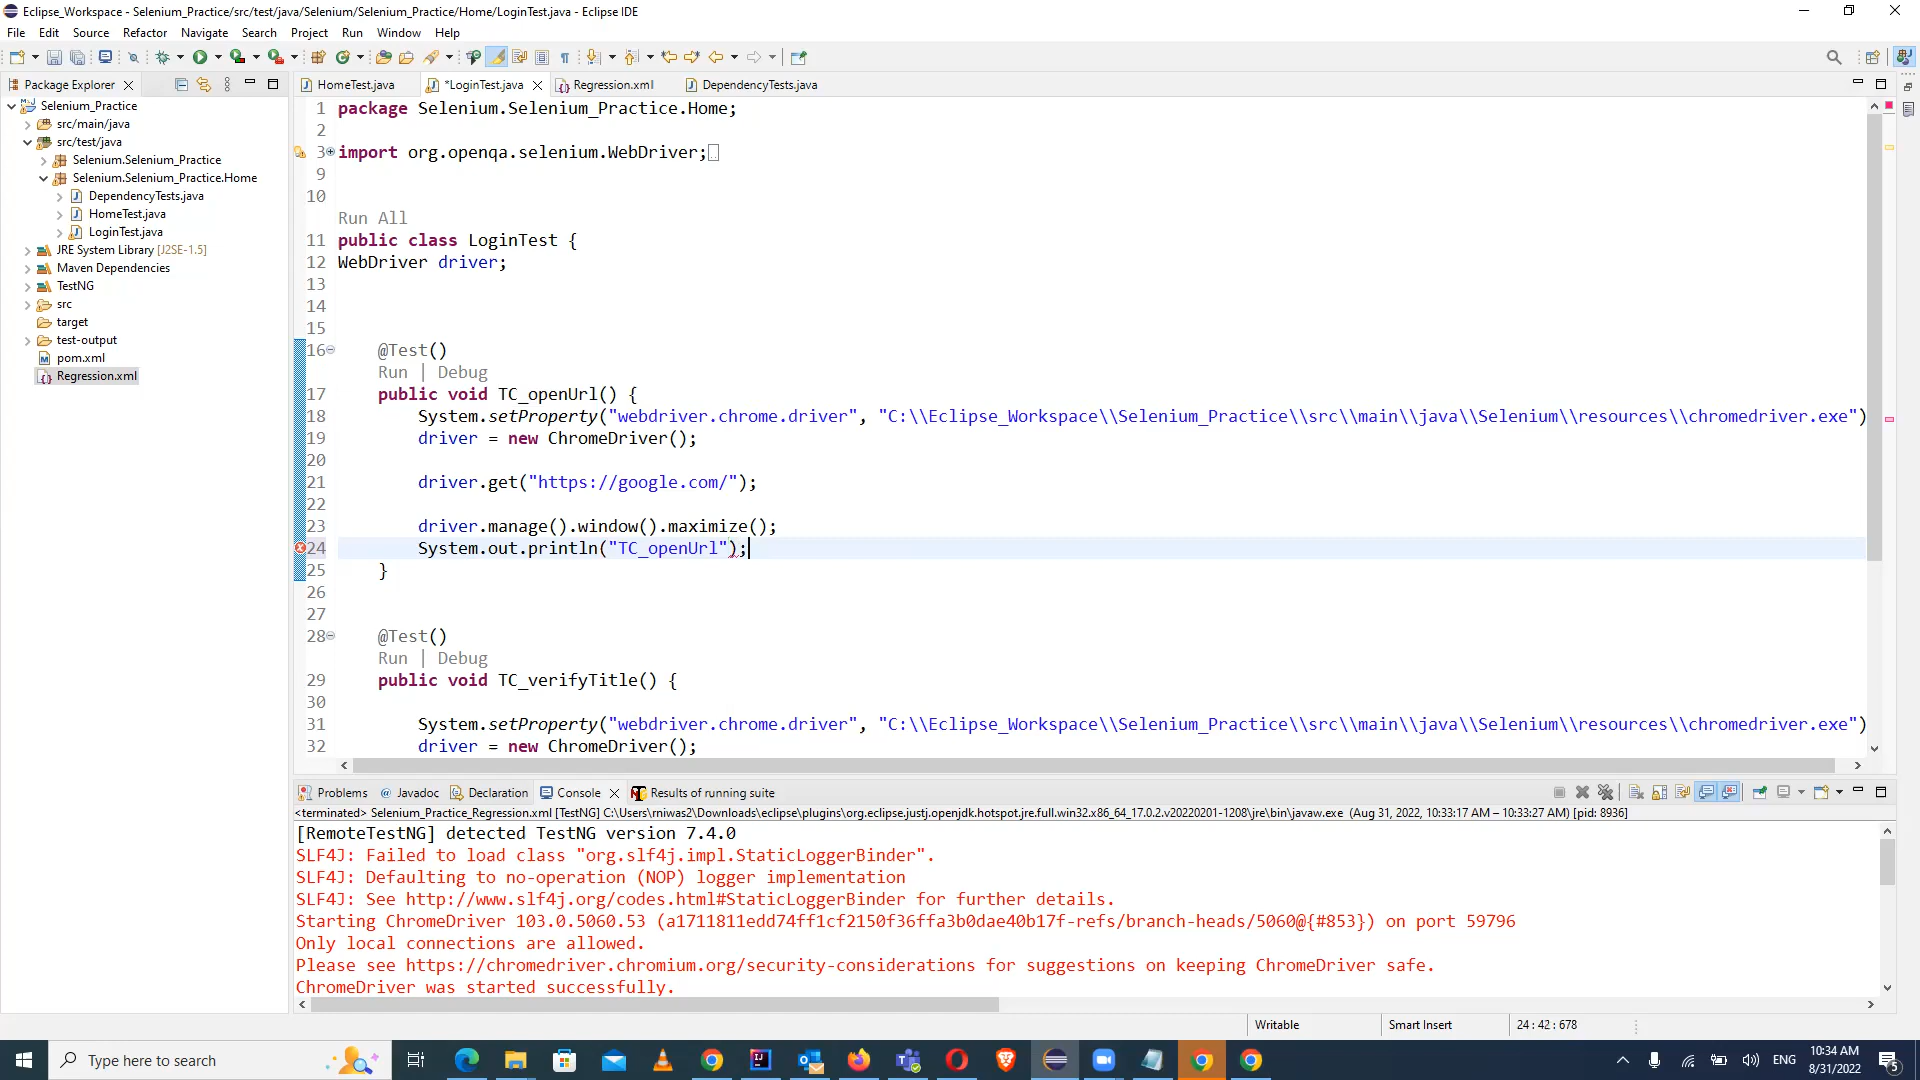 Eclipse_Workspace - Selenium_Practice/src/test/java/Selenium/Selenium_Practice/Home/LoginTest.java - Eclipse IDE
File Edit Source Refactor Navigate Search Project Run Window Help
Package Explorer
Selenium_Practice
src/main/java
src/test/java
Selenium.Selenium_Practice
Selenium.Selenium_Practice.Home
DependencyTests.java
HomeTest.java
LoginTest.java
JRE System Library [J2SE-1.5]
Maven Dependencies
TestNG
src
target
test-output
pom.xml
Regression.xml
HomeTest.java *LoginTest.java Regression.xml DependencyTests.java
1 package Selenium.Selenium_Practice.Home;
2
3 import org.openqa.selenium.WebDriver;
9
10
Run All
11 public class LoginTest {
12 WebDriver driver;
13
14
15
16 @Test()
Run | Debug
17 public void TC_openUrl() {
18 System.setProperty("webdriver.chrome.driver", "C:\\Eclipse_Workspace\\Selenium_Practice\\src\\main\\java\\Selenium\\resources\\chromedriver.exe")
19 driver = new ChromeDriver();
20
21 driver.get("https://google.com/");
22
23 driver.manage().window().maximize();
24 System.out.println("TC_openUrl");
25 }
26
27
28 @Test()
Run | Debug
29 public void TC_verifyTitle() {
30
31 System.setProperty("webdriver.chrome.driver", "C:\\Eclipse_Workspace\\Selenium_Practice\\src\\main\\java\\Selenium\\resources\\chromedriver.exe")
32 driver = new ChromeDriver();
Problems @ Javadoc Declaration Console Results of running suite
<terminated> Selenium_Practice_Regression.xml [TestNG] C:\Users\rniwas2\Downloads\eclipse\plugins\org.eclipse.justj.openjdk.hotspot.jre.full.win32.x86_64_17.0.2.v20220201-1208\jre\bin\javaw.exe (Aug 31, 2022, 10:33:17 AM – 10:33:27 AM) [pid: 8936]
[RemoteTestNG] detected TestNG version 7.4.0
SLF4J: Failed to load class "org.slf4j.impl.StaticLoggerBinder".
SLF4J: Defaulting to no-operation (NOP) logger implementation
SLF4J: See http://www.slf4j.org/codes.html#StaticLoggerBinder for further details.
Starting ChromeDriver 103.0.5060.53 (a1711811edd74ff1cf2150f36ffa3b0dae40b17f-refs/branch-heads/5060@{#853}) on port 59796
Only local connections are allowed.
Please see https://chromedriver.chromium.org/security-considerations for suggestions on keeping ChromeDriver safe.
ChromeDriver was started successfully.
Writable Smart Insert 24 : 42 : 678
Type here to search
ENG
10:34 AM
8/31/2022
5